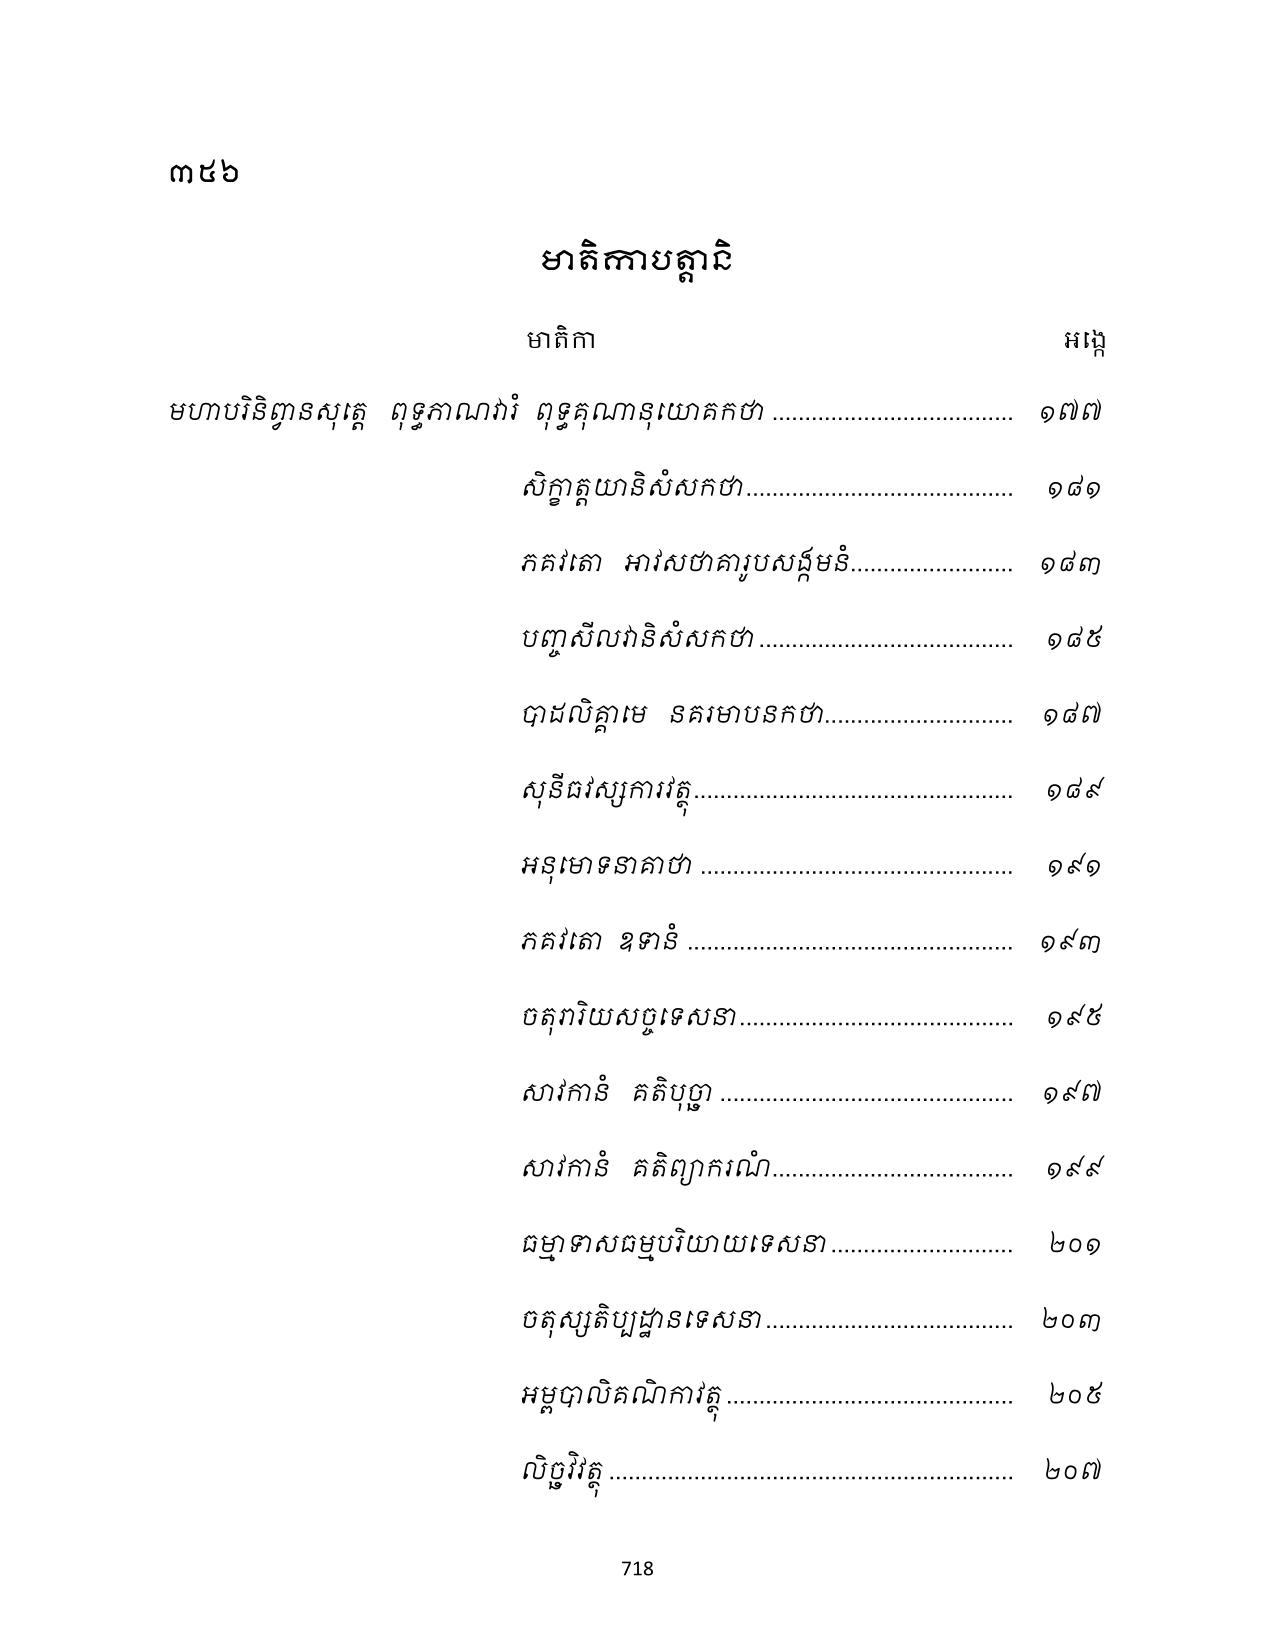 ៣៥៦
មាតិកាបត្តានិ
មាតិកា អង្កេ
មហាបរិនិព្វានសុត្តេ ពុទ្ធភាណវារំ ពុទ្ធគុណានុយោគកថា ..................................... ១៧៧
សិក្ខាត្តយានិសំសកថា......................................... ១៨១
ភគវតោ អាវសថាគារូបសង្កមនំ......................... ១៨៣
បញ្ចសីលវានិសំសកថា ....................................... ១៨៥
បាដលិគ្គាមេ នគរមាបនកថា............................. ១៨៧
សុនីធវស្សការវត្ថុ................................................. ១៨៩
អនុមោទនាគាថា ................................................ ១៩១
ភគវតោ ឧទានំ .................................................. ១៩៣
ចតុរារិយសច្ចទេសនា.......................................... ១៩៥
សាវកានំ គតិបុច្ឆា ............................................. ១៩៧
សាវកានំ គតិព្យាករណំ..................................... ១៩៩
ធម្មាទាសធម្មបរិយាយទេសនា ............................ ២០១
ចតុស្សតិប្បដ្ឋានទេសនា...................................... ២០៣
អម្ពបាលិគណិកាវត្ថុ ............................................ ២០៥
លិច្ឆវិវត្ថុ .............................................................. ២០៧
718